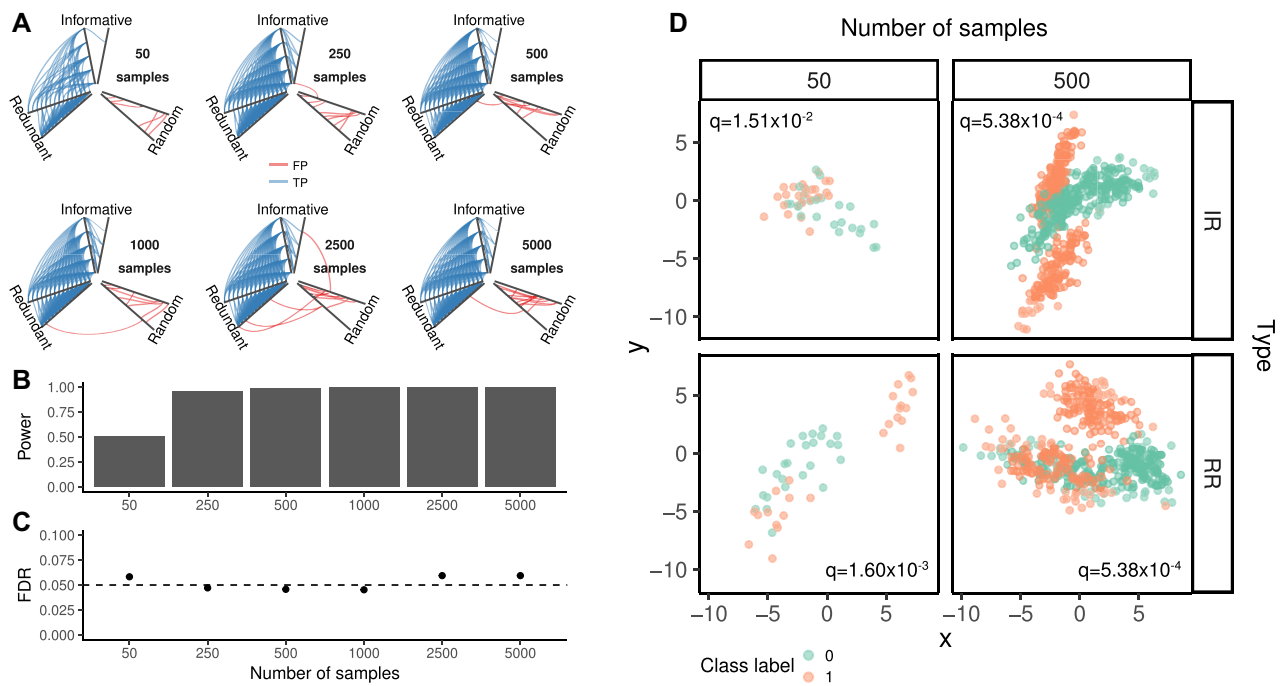 A
Informative
50
samples
Redundant
Random
Informative
250
samples
Redundant
Random
Informative
500
samples
Redundant
Random
FP
TP
Informative
1000
samples
Redundant
Random
Informative
2500
samples
Redundant
Random
Informative
5000
samples
Redundant
Random
B
Power
1.00
0.75
0.50
0.25
0.00
50 250 500 1000 2500 5000
C
FDR
0.100
0.075
0.050
0.025
0.000
50 250 500 1000 2500 5000
Number of samples
D
Number of samples
50 500
q=1.51x10⁻²
q=5.38x10⁻⁴
5
0
−5
−10
IR
y
Type
5
0
−5
−10
RR
q=1.60x10⁻³
q=5.38x10⁻⁴
−10 −5 0 5 −10 −5 0 5
x
Class label
0
1